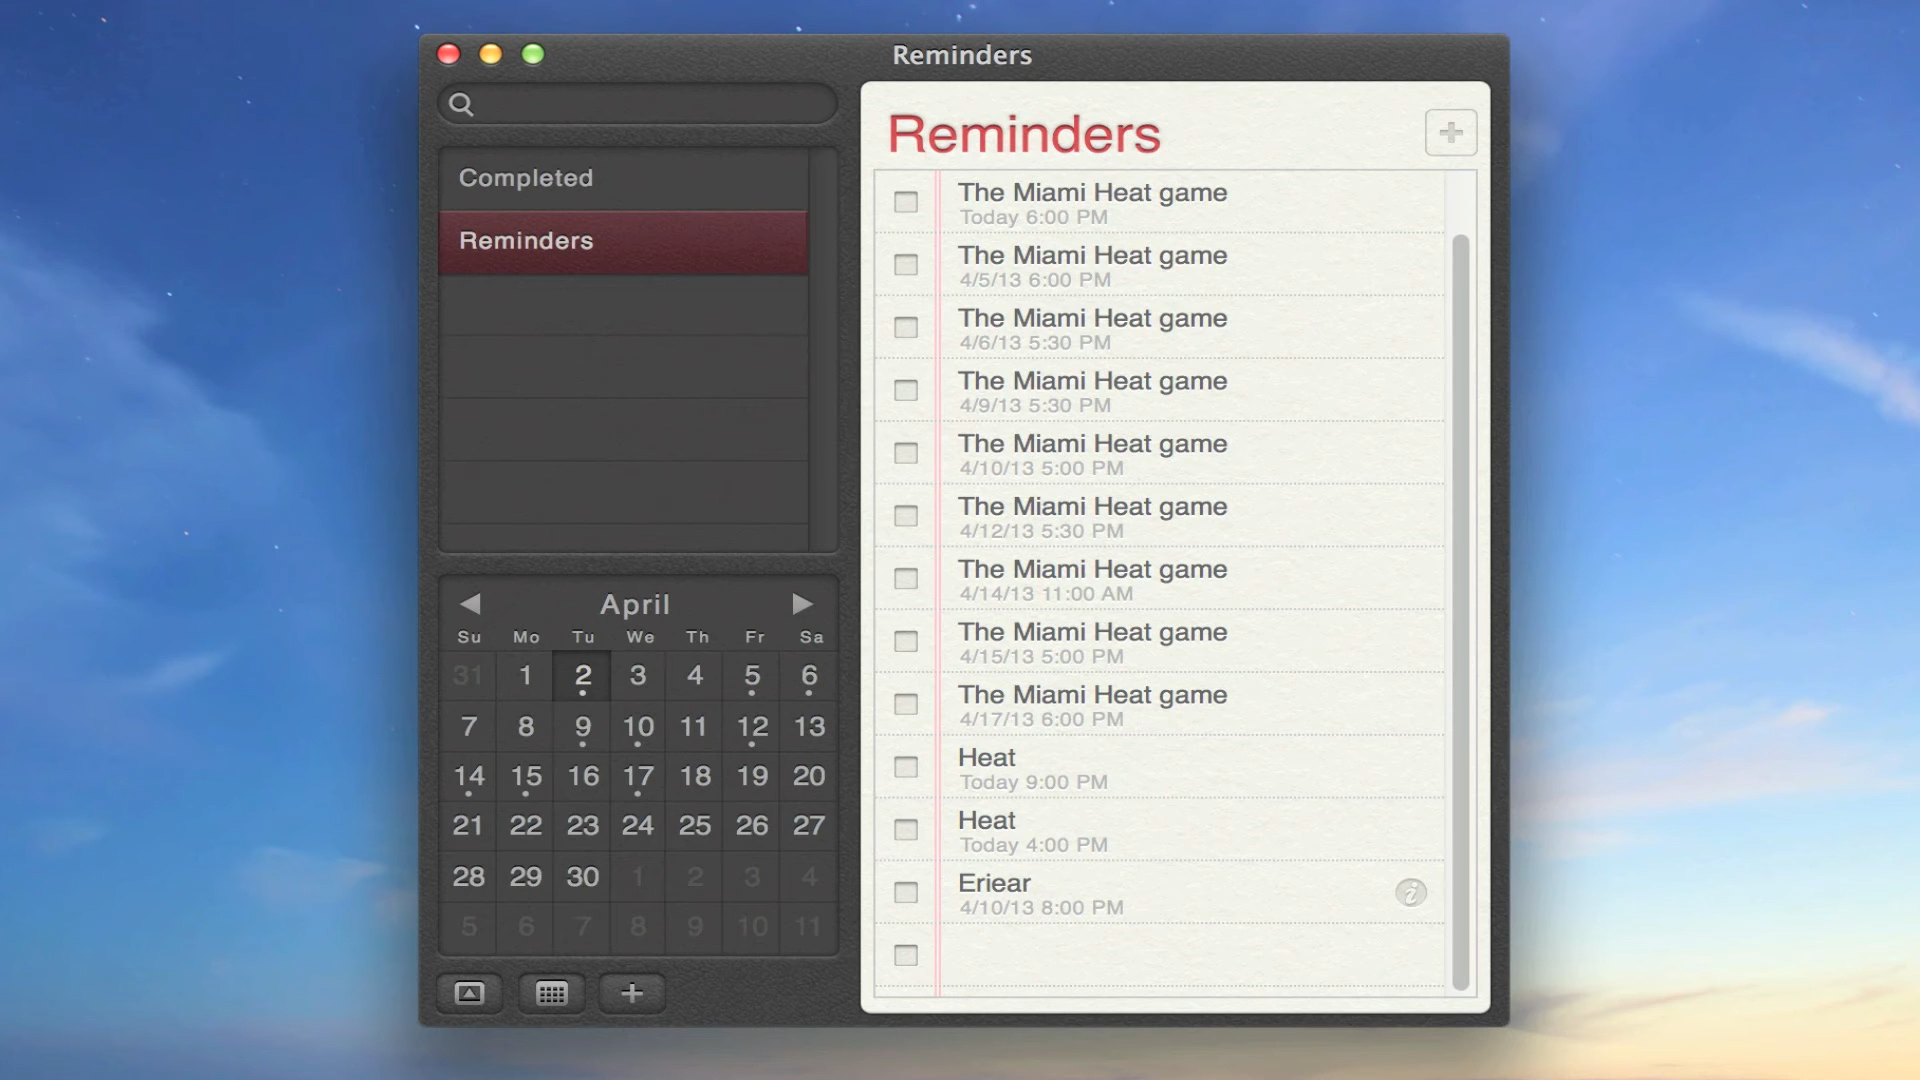 Reminders
Completed
Reminders
April
Su Mo Tu We Th Fr Sa
31 1 2 3 4 5 6
7 8 9 10 11 12 13
14 15 16 17 18 19 20
21 22 23 24 25 26 27
28 29 30 1 2 3 4
5 6 7 8 9 10 11
Reminders
The Miami Heat game
Today 6:00 PM
The Miami Heat game
4/5/13 6:00 PM
The Miami Heat game
4/6/13 5:30 PM
The Miami Heat game
4/9/13 5:30 PM
The Miami Heat game
4/10/13 5:00 PM
The Miami Heat game
4/12/13 5:30 PM
The Miami Heat game
4/14/13 11:00 AM
The Miami Heat game
4/15/13 5:00 PM
The Miami Heat game
4/17/13 6:00 PM
Heat
Today 9:00 PM
Heat
Today 4:00 PM
Eriear
4/10/13 8:00 PM